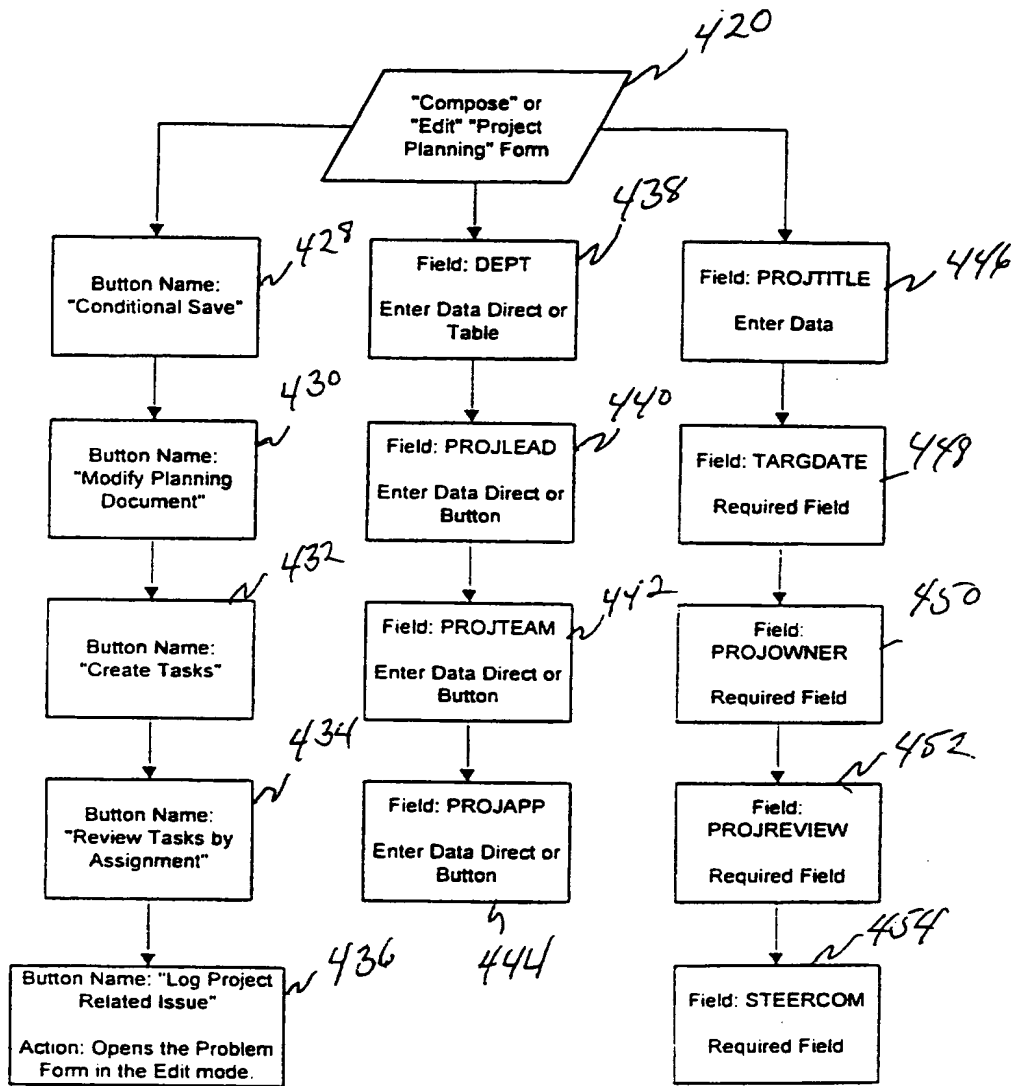 420
"Compose" or
"Edit" "Project
Planning" Form
428
Button Name:
"Conditional Save"
430
Button Name:
"Modify Planning
Document"
432
Button Name:
"Create Tasks"
434
Button Name:
"Review Tasks by
Assignment"
436
Button Name: "Log Project
Related Issue"
Action: Opens the Problem
Form in the Edit mode.
438
Field: DEPT
Enter Data Direct or
Table
440
Field: PROJLEAD
Enter Data Direct or
Button
442
Field: PROJTEAM
Enter Data Direct or
Button
Field: PROJAPP
Enter Data Direct or
Button
444
446
Field: PROJTITLE
Enter Data
448
Field: TARGDATE
Required Field
450
Field:
PROJOWNER
Required Field
452
Field:
PROJREVIEW
Required Field
454
Field: STEERCOM
Required Field